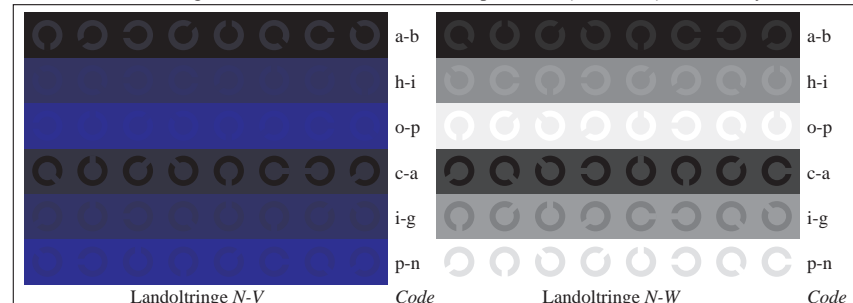 a-b a-b
h-i h-i
o-p o-p
c-a c-a
i-g i-g
p-n p-n
Landoltringe N-V Code Landoltringe N-W Code